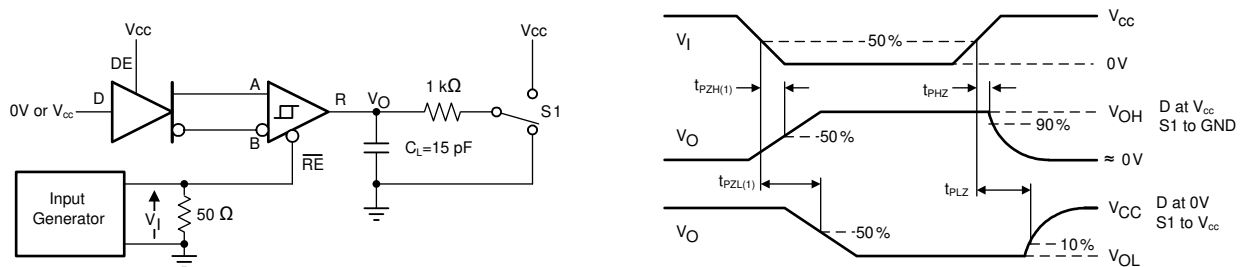 Vcc
DE
D
0V or Vcc
A
B
R
VO
1 kΩ
Vcc
S1
CL=15 pF
RE
Input
Generator
VI
50 Ω
VI
50 %
Vcc
0 V
tPZH(1)
tPHZ
VO
50 %
VOH
90 %
≈ 0 V
D at Vcc
S1 to GND
tPZL(1)
tPLZ
VO
50 %
VCC
10 %
VOL
D at 0V
S1 to Vcc